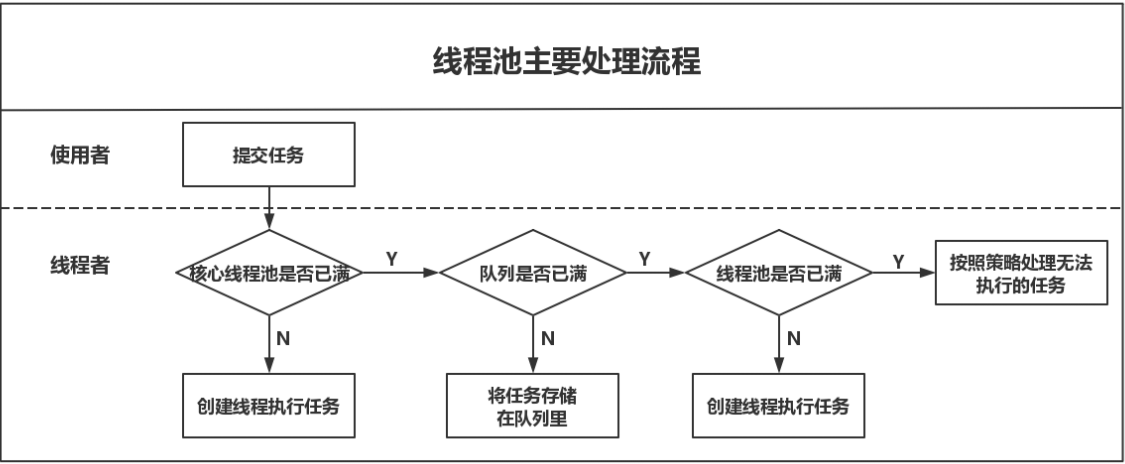 线程池主要处理流程
使用者
提交任务
线程者
核心线程池是否已满
Y
队列是否已满
Y
线程池是否已满
Y
按照策略处理无法
执行的任务
N
N
N
创建线程执行任务
将任务存储
在队列里
创建线程执行任务